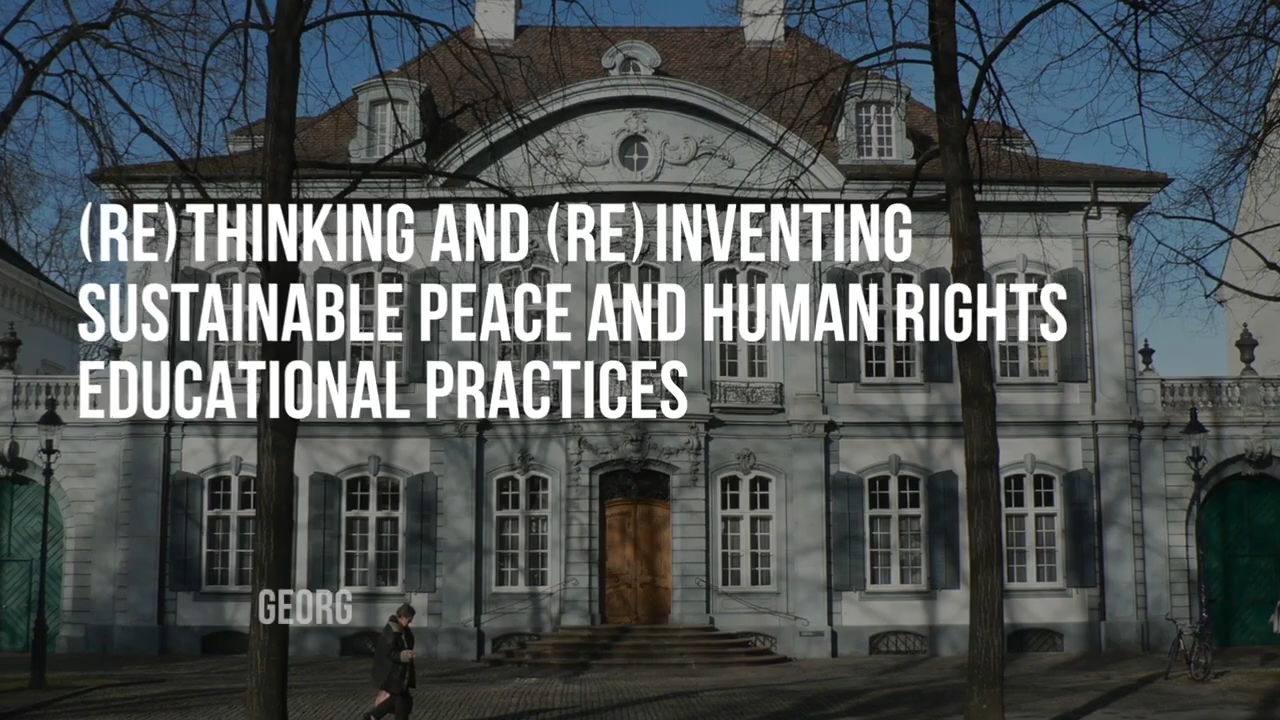 (RE)THINKING AND (RE)INVENTING
SUSTAINABLE PEACE AND HUMAN RIGHTS
EDUCATIONAL PRACTICES
GEORG